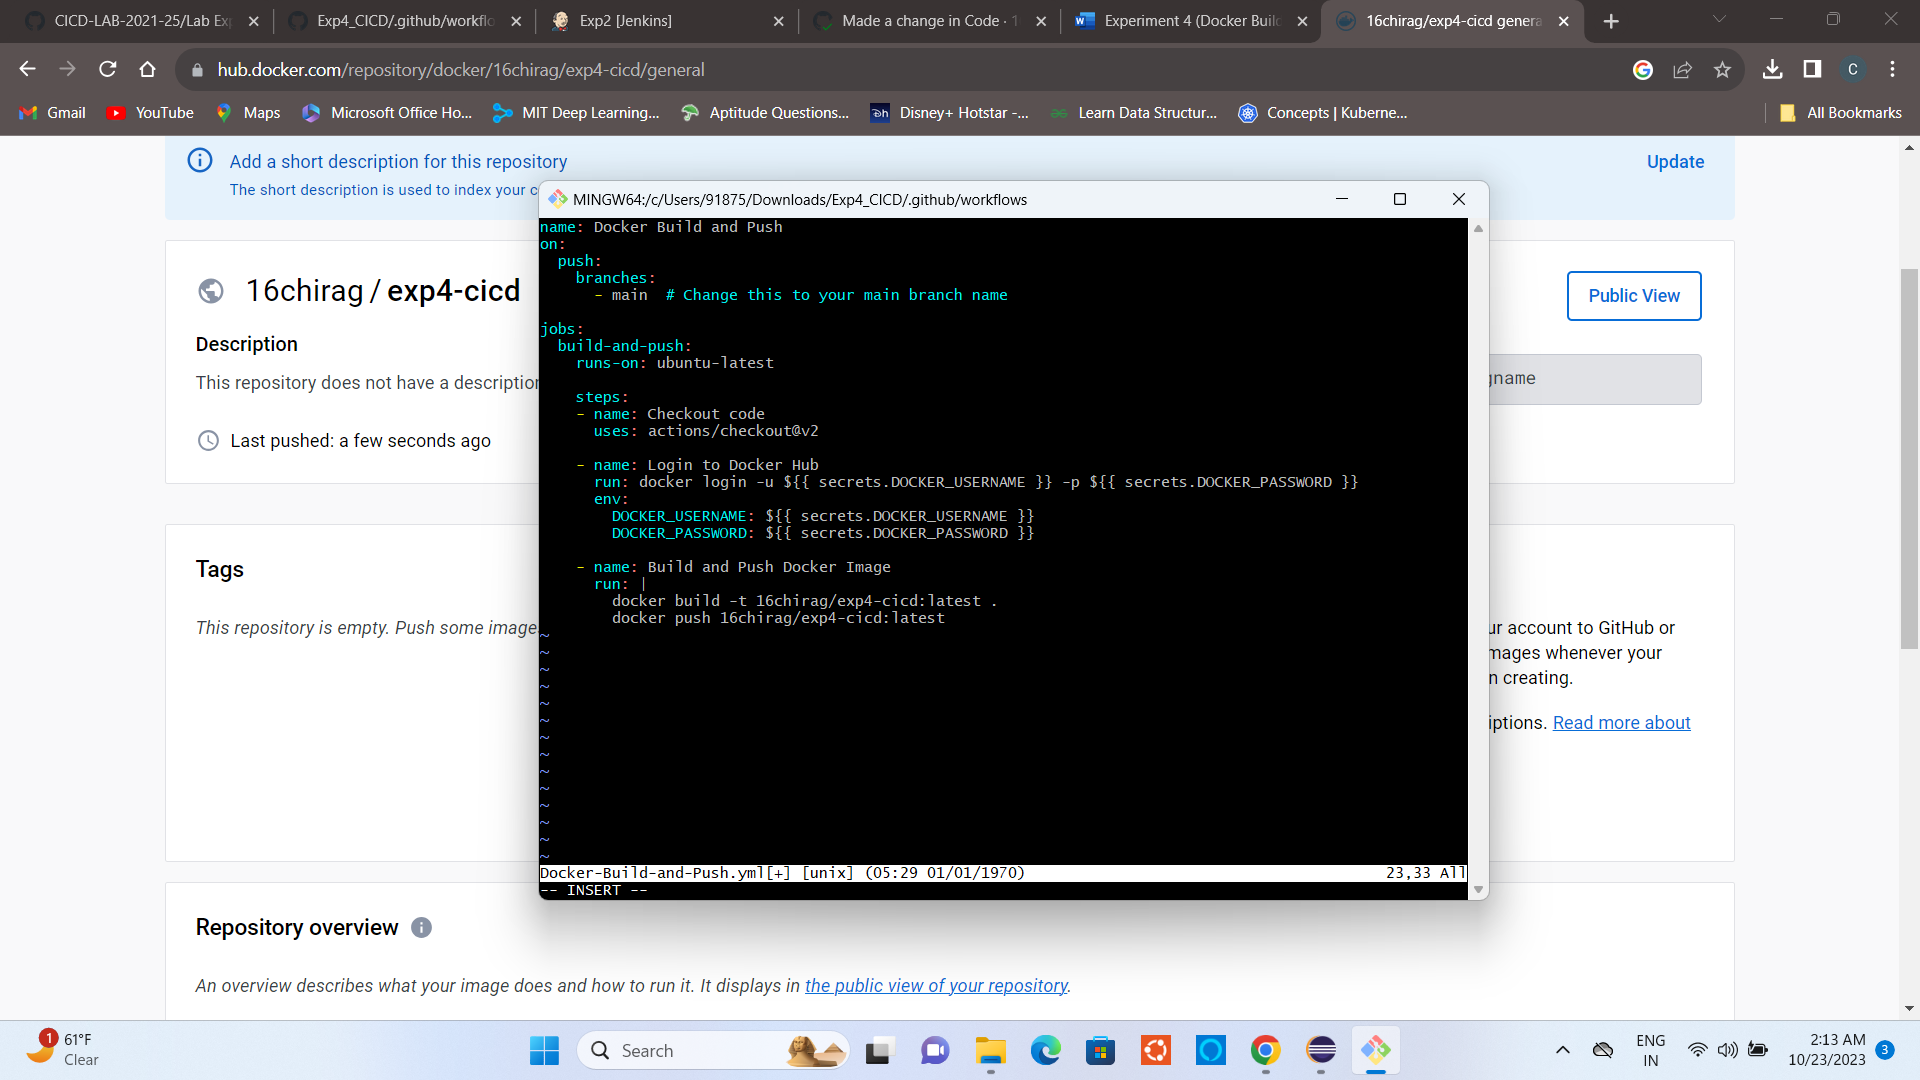 CICD-LAB-2021-25/Lab Exp
Exp4_CICD/.github/workflo
Exp2 [Jenkins]
Made a change in Code · 1
Experiment 4 (Docker Build
16chirag/exp4-cicd genera
hub.docker.com/repository/docker/16chirag/exp4-cicd/general
C
Gmail
YouTube
Maps
Microsoft Office Ho...
MIT Deep Learning...
Aptitude Questions...
Disney+ Hotstar -...
Learn Data Structur...
Concepts | Kuberne...
All Bookmarks
Add a short description for this repository
Update
The short description is used to index your c
MINGW64:/c/Users/91875/Downloads/Exp4_CICD/.github/workflows
name: Docker Build and Push
on:
  push:
    branches:
      - main  # Change this to your main branch name
jobs:
  build-and-push:
    runs-on: ubuntu-latest
    steps:
    - name: Checkout code
      uses: actions/checkout@v2
    - name: Login to Docker Hub
      run: docker login -u ${{ secrets.DOCKER_USERNAME }} -p ${{ secrets.DOCKER_PASSWORD }}
      env:
        DOCKER_USERNAME: ${{ secrets.DOCKER_USERNAME }}
        DOCKER_PASSWORD: ${{ secrets.DOCKER_PASSWORD }}
    - name: Build and Push Docker Image
      run: |
        docker build -t 16chirag/exp4-cicd:latest .
        docker push 16chirag/exp4-cicd:latest
~
~
~
~
~
~
~
~
~
~
~
~
~
~
Docker-Build-and-Push.yml[+] [unix] (05:29 01/01/1970) 23,33 All
-- INSERT --
16chirag / exp4-cicd
Public View
Description
This repository does not have a description
gname
Last pushed: a few seconds ago
Tags
This repository is empty. Push some image
ur account to GitHub or
mages whenever your
n creating.
iptions. Read more about
Repository overview
An overview describes what your image does and how to run it. It displays in the public view of your repository.
1
61°F
Clear
Search
ENG
IN
2:13 AM
10/23/2023
3